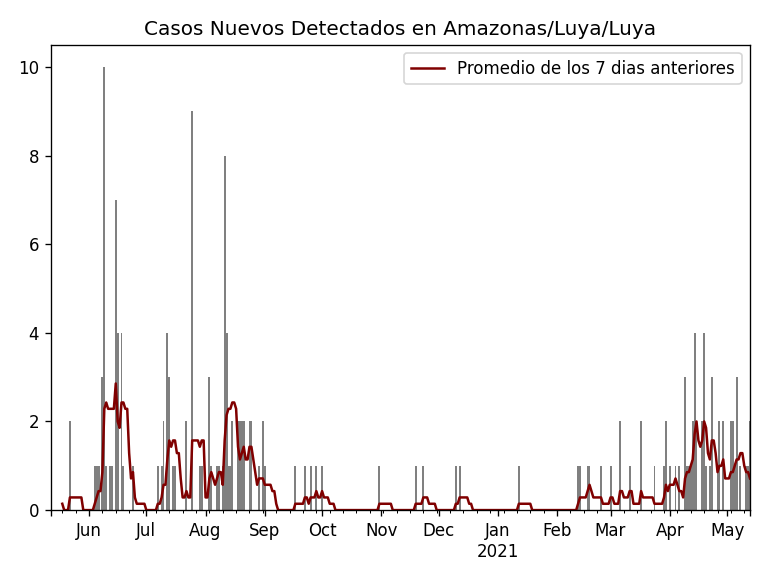 Casos Nuevos Detectados en Amazonas/Luya/Luya
Promedio de los 7 dias anteriores
10
8
6
4
2
0
Jun Jul Aug Sep Oct Nov Dec Jan Feb Mar Apr May
2021